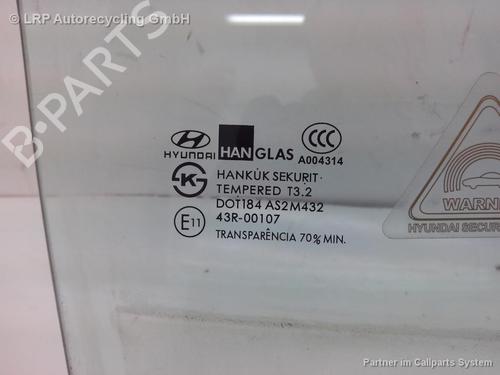 © LRP Autorecycling GmbH
B-PARTS
HYUNDAI HANGLAS CCC A004314
HANKUK SEKURIT·
TEMPERED T3.2
DOT184 AS2M432
E11 43R-00107
TRANSPARÊNCIA 70% MIN.
HYUNDAI SECUR
Partner im Callparts System